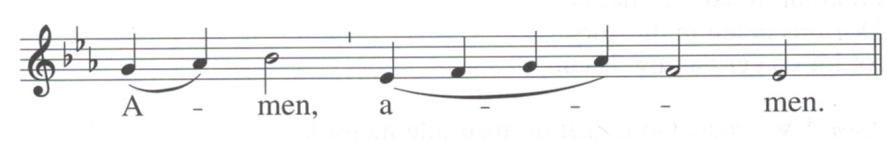 A - men, a - - - men.